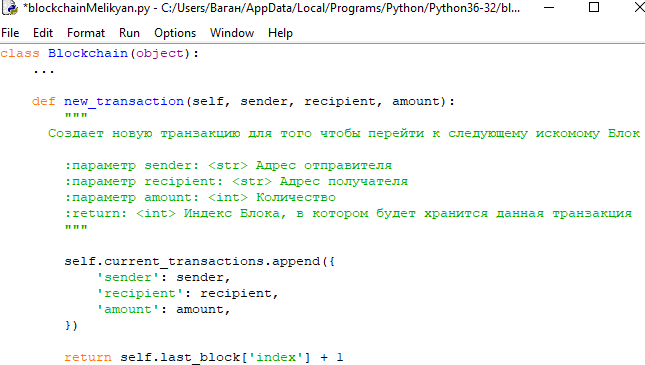 *blockchainMelikyan.py - C:/Users/Ваган/AppData/Local/Programs/Python/Python36-32/bl...
File Edit Format Run Options Window Help
class Blockchain(object):
    ...

    def new_transaction(self, sender, recipient, amount):
        """
      Создает новую транзакцию для того чтобы перейти к следующему искомому Блок

        :параметр sender: <str> Адрес отправителя
        :параметр recipient: <str> Адрес получателя
        :параметр amount: <int> Количество
        :return: <int> Индекс Блока, в котором будет хранится данная транзакция
        """

        self.current_transactions.append({
            'sender': sender,
            'recipient': recipient,
            'amount': amount,
        })

        return self.last_block['index'] + 1